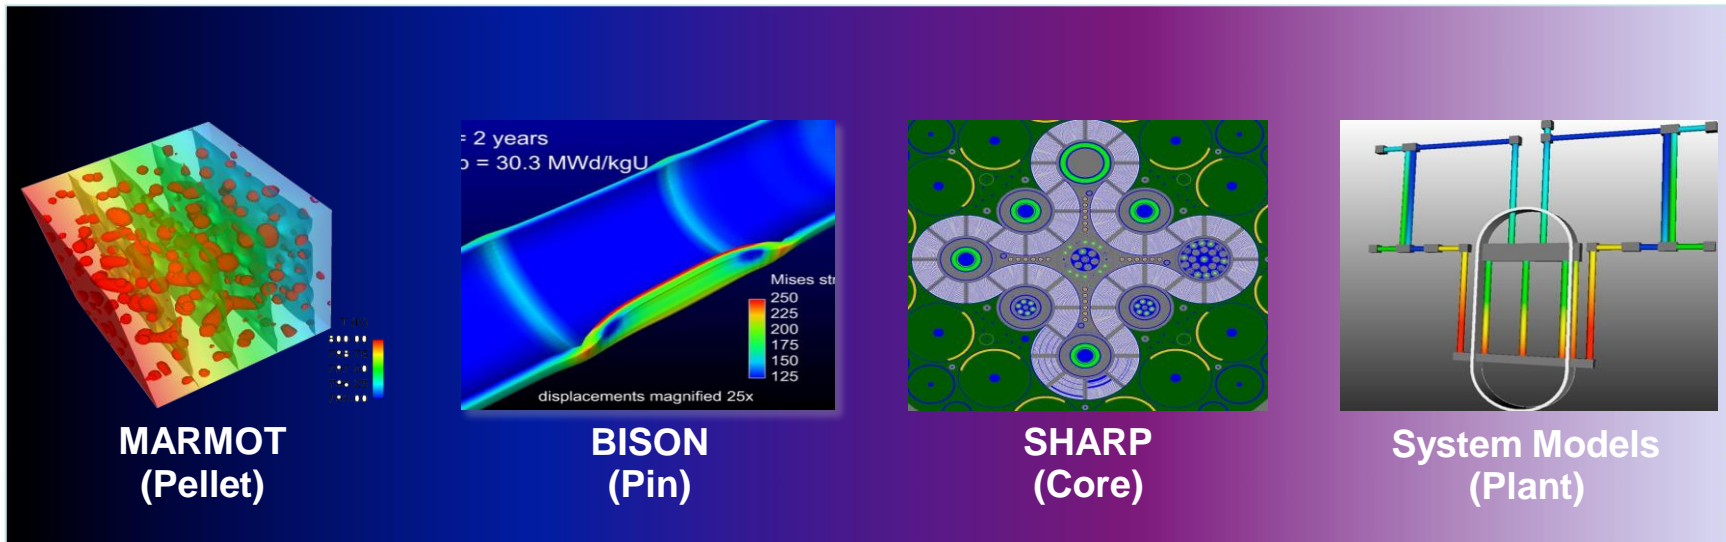 = 2 years
= 30.3 MWd/kgU
Mises
250
225
200
175
150
125
displacements magnified 25x
MARMOT
(Pellet)
BISON
(Pin)
SHARP
(Core)
System Models
(Plant)